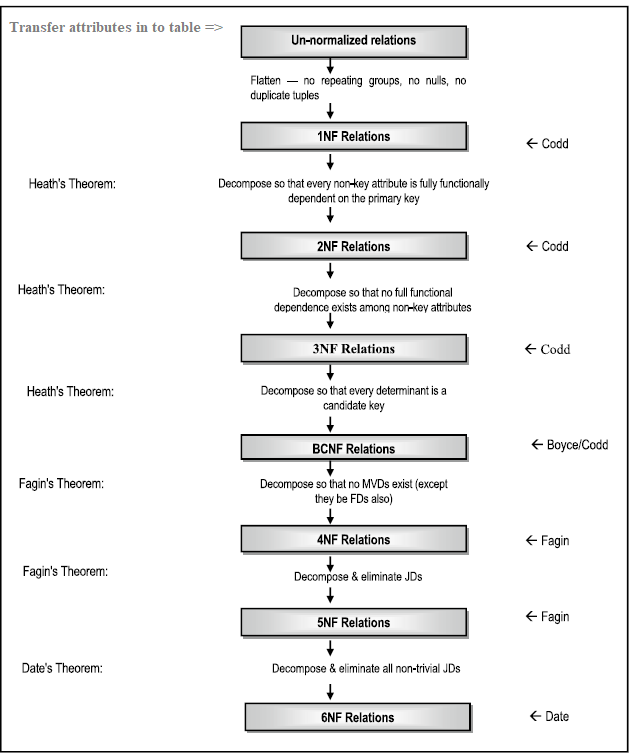 Transfer attributes in to table =>
Un-normalized relations
Flatten — no repeating groups, no nulls, no
duplicate tuples
1NF Relations
← Codd
Heath's Theorem:
Decompose so that every non-key attribute is fully functionally
dependent on the primary key
2NF Relations
← Codd
Heath's Theorem:
Decompose so that no full functional
dependence exists among non-key attributes
3NF Relations
← Codd
Heath's Theorem:
Decompose so that every determinant is a
candidate key
BCNF Relations
← Boyce/Codd
Fagin's Theorem:
Decompose so that no MVDs exist (except
they be FDs also)
4NF Relations
← Fagin
Fagin's Theorem:
Decompose & eliminate JDs
5NF Relations
← Fagin
Date's Theorem:
Decompose & eliminate all non-trivial JDs
6NF Relations
← Date